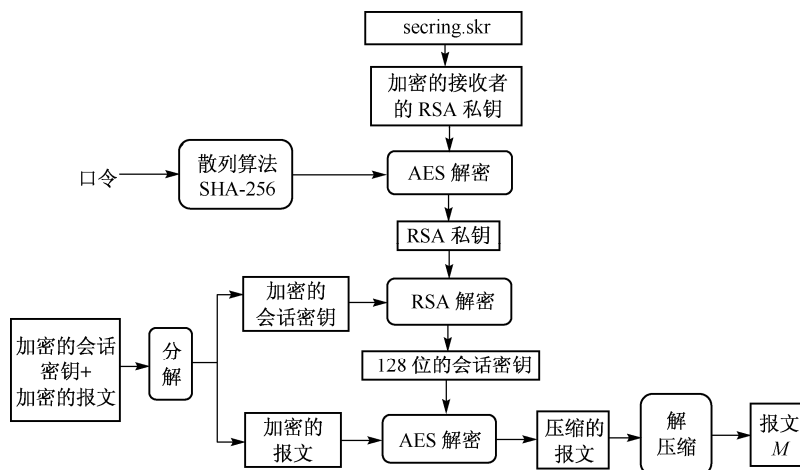 secring.skr
加密的接收者
的 RSA 私钥
口令
散列算法
SHA-256
AES 解密
RSA 私钥
加密的
会话密钥
RSA 解密
加密的会话
密钥+
加密的报文
分
解
128 位的会话密钥
加密的
报文
AES 解密
压缩的
报文
解
压缩
报文
M